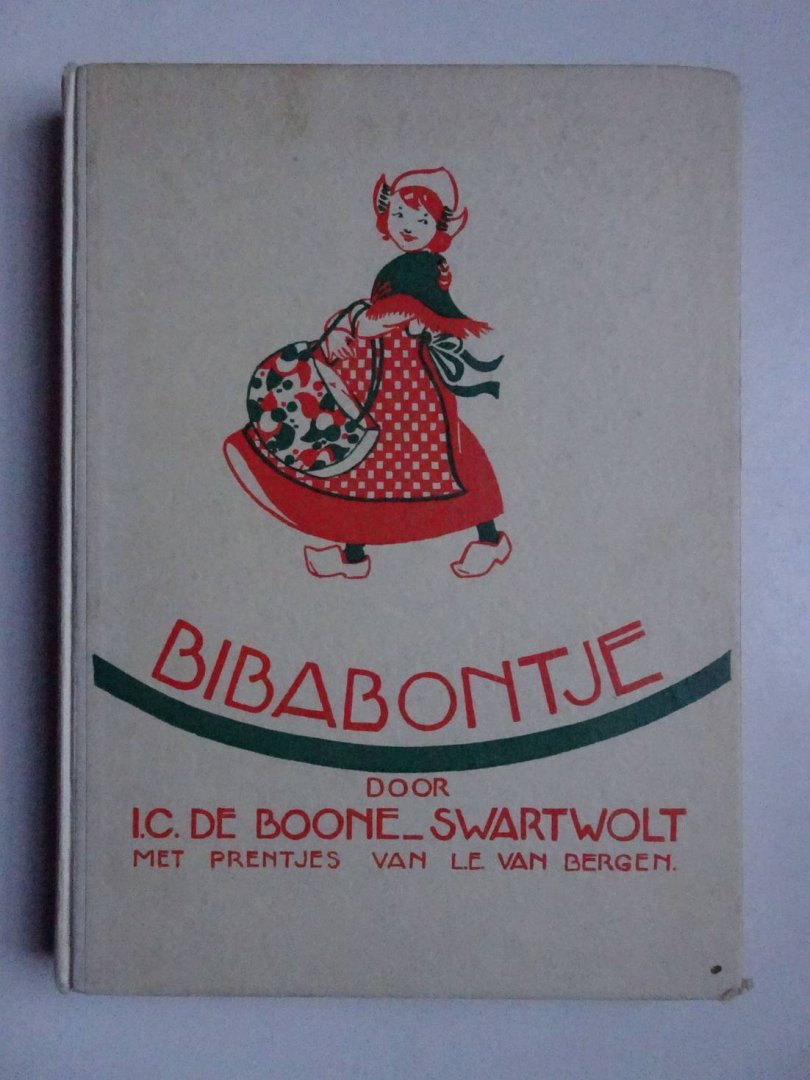 BIBABONTJE
DOOR
I.C. DE BOONE_SWARTWOLT
MET PRENTJES VAN L.E. VAN BERGEN.